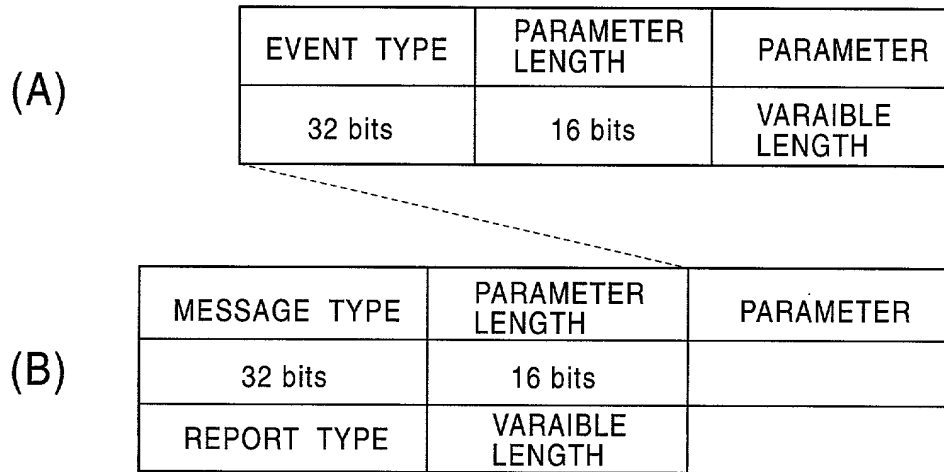 (A)
EVENT TYPE
PARAMETER
LENGTH
PARAMETER
32 bits
16 bits
VARAIBLE
LENGTH
(B)
MESSAGE TYPE
PARAMETER
LENGTH
PARAMETER
32 bits
16 bits
REPORT TYPE
VARAIBLE
LENGTH